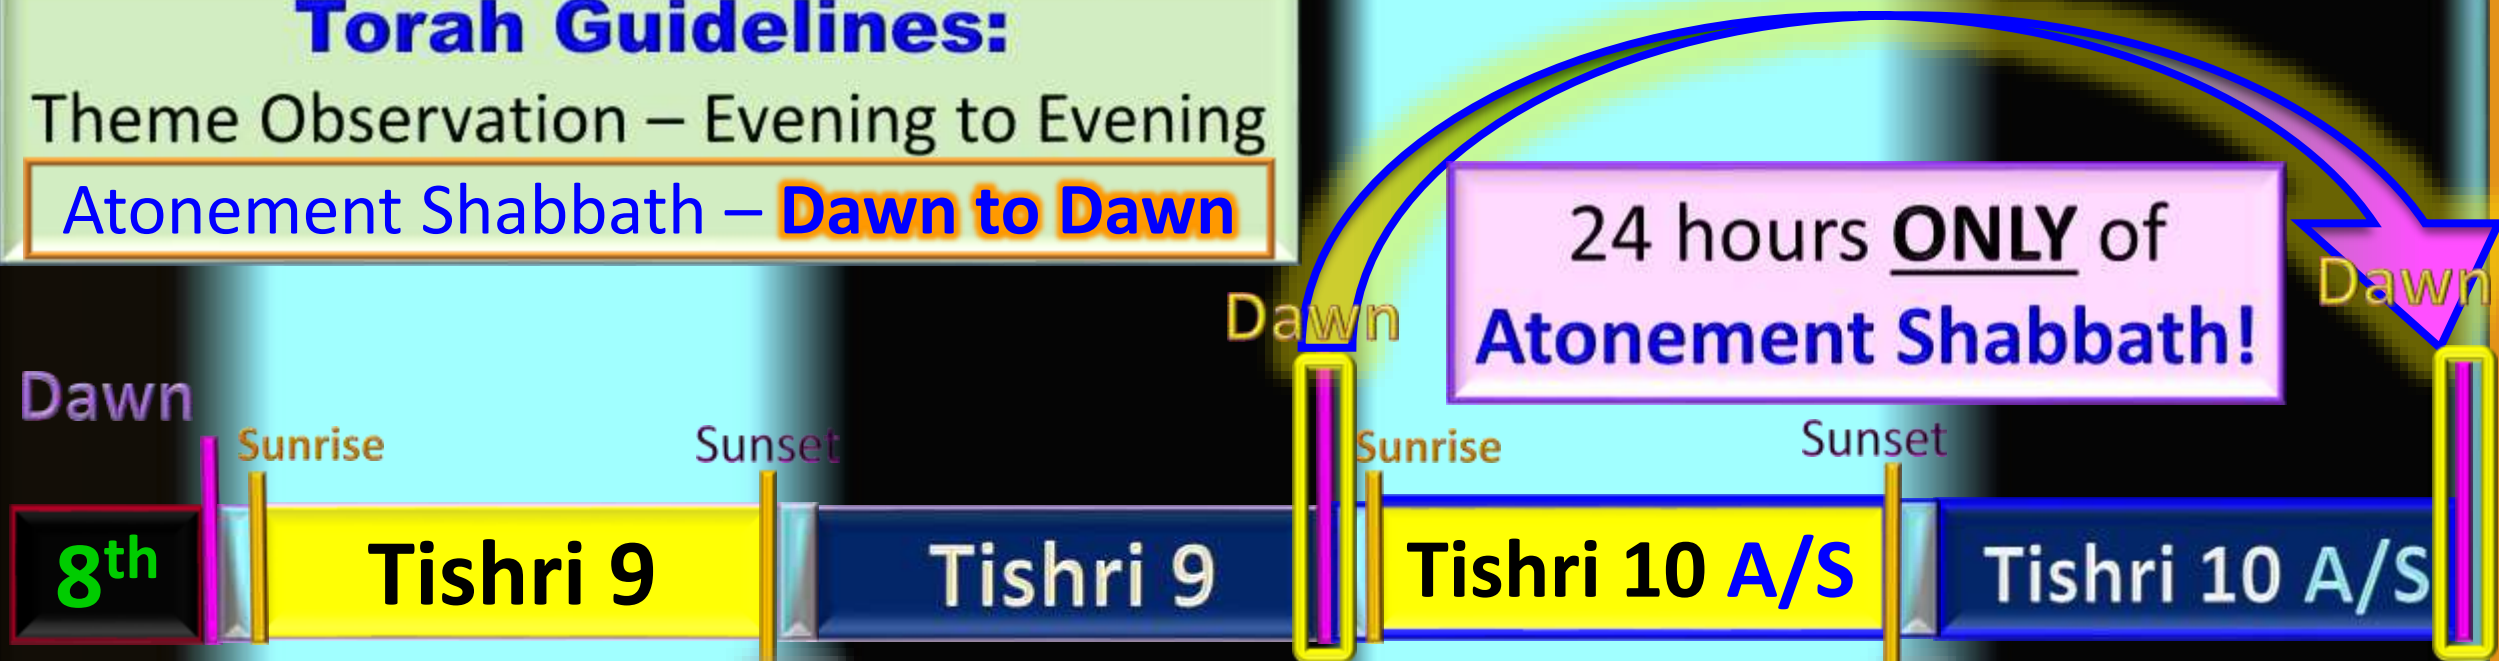 Torah Guidelines:
Theme Observation – Evening to Evening
Atonement Shabbath – Dawn to Dawn
24 hours ONLY of
Atonement Shabbath!
Dawn
Dawn
Dawn
Sunrise
Sunset
Sunrise
Sunset
8th
Tishri 9
Tishri 9
Tishri 10 A/S
Tishri 10 A/S